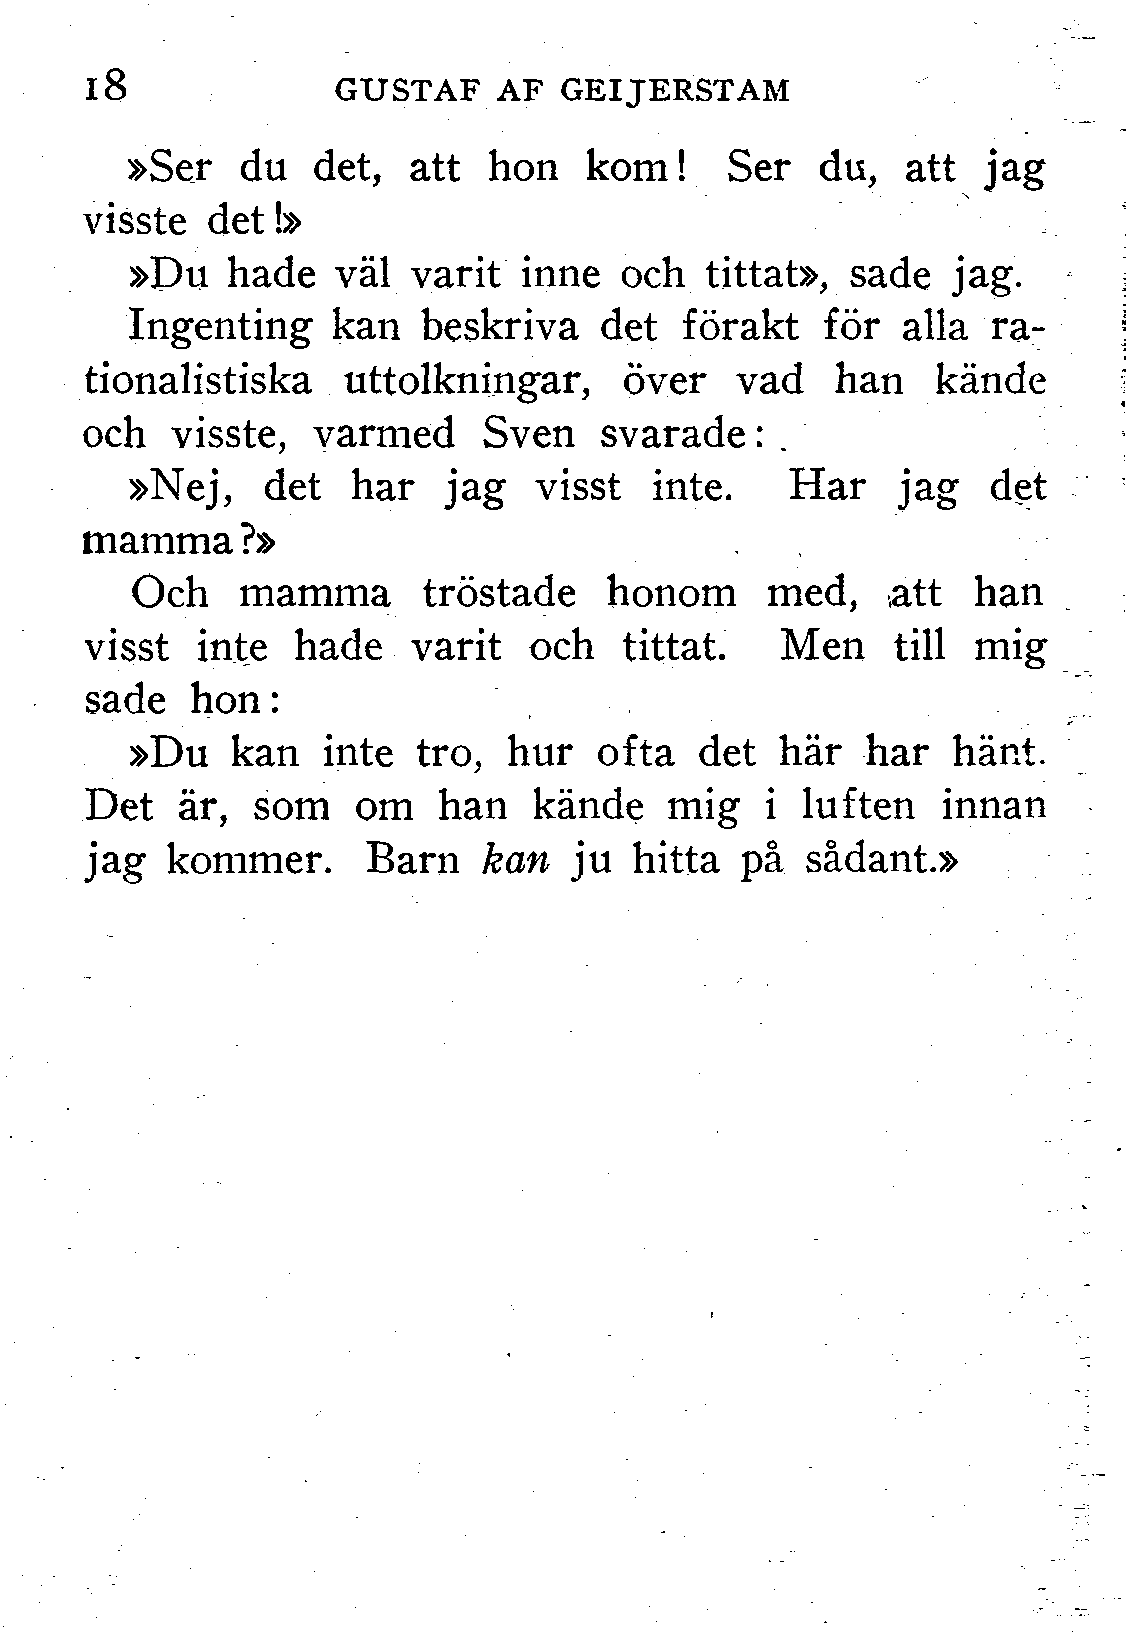 18 GUSTAF AF GEIJERSTAM
»Ser du det, att hon kom! Ser du, att jag
visste det!»
»Du hade väl varit inne och tittat», sade jag.
Ingenting kan beskriva det förakt för alla ra-
tionalistiska uttolkningar, över vad han kände
och visste, varmed Sven svarade:
»Nej, det har jag visst inte. Har jag det
mamma?»
Och mamma tröstade honom med, att han
visst inte hade varit och tittat. Men till mig
sade hon:
»Du kan inte tro, hur ofta det här har hänt.
Det är, som om han kände mig i luften innan
jag kommer. Barn kan ju hitta på sådant.»